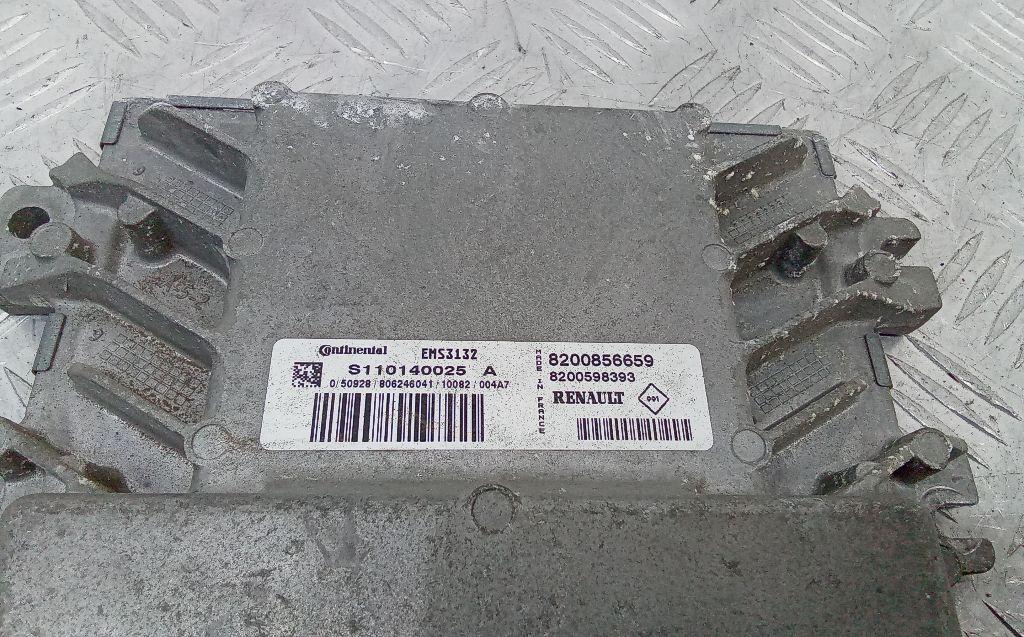 Continental EMS3132
S110140025 A
0/50928/806246041/10082/004A7
MADE IN FRANCE
8200856659
8200598393
RENAULT